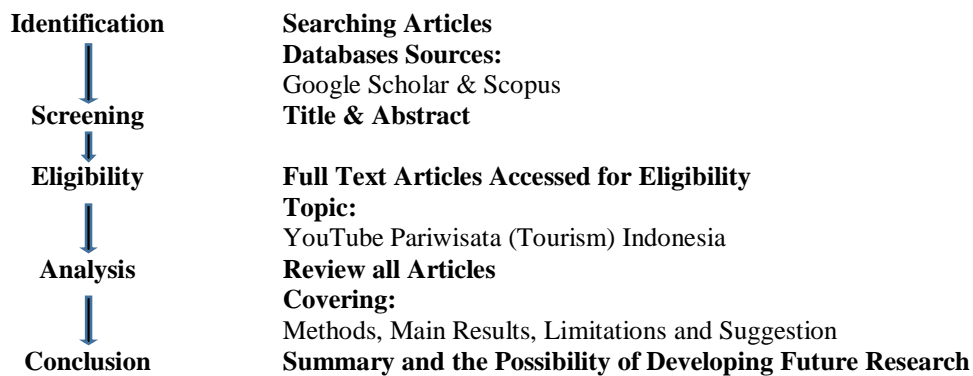 Identification Searching Articles
Databases Sources:
Google Scholar & Scopus
Screening Title & Abstract
Eligibility Full Text Articles Accessed for Eligibility
Topic:
YouTube Pariwisata (Tourism) Indonesia
Analysis Review all Articles
Covering:
Methods, Main Results, Limitations and Suggestion
Conclusion Summary and the Possibility of Developing Future Research